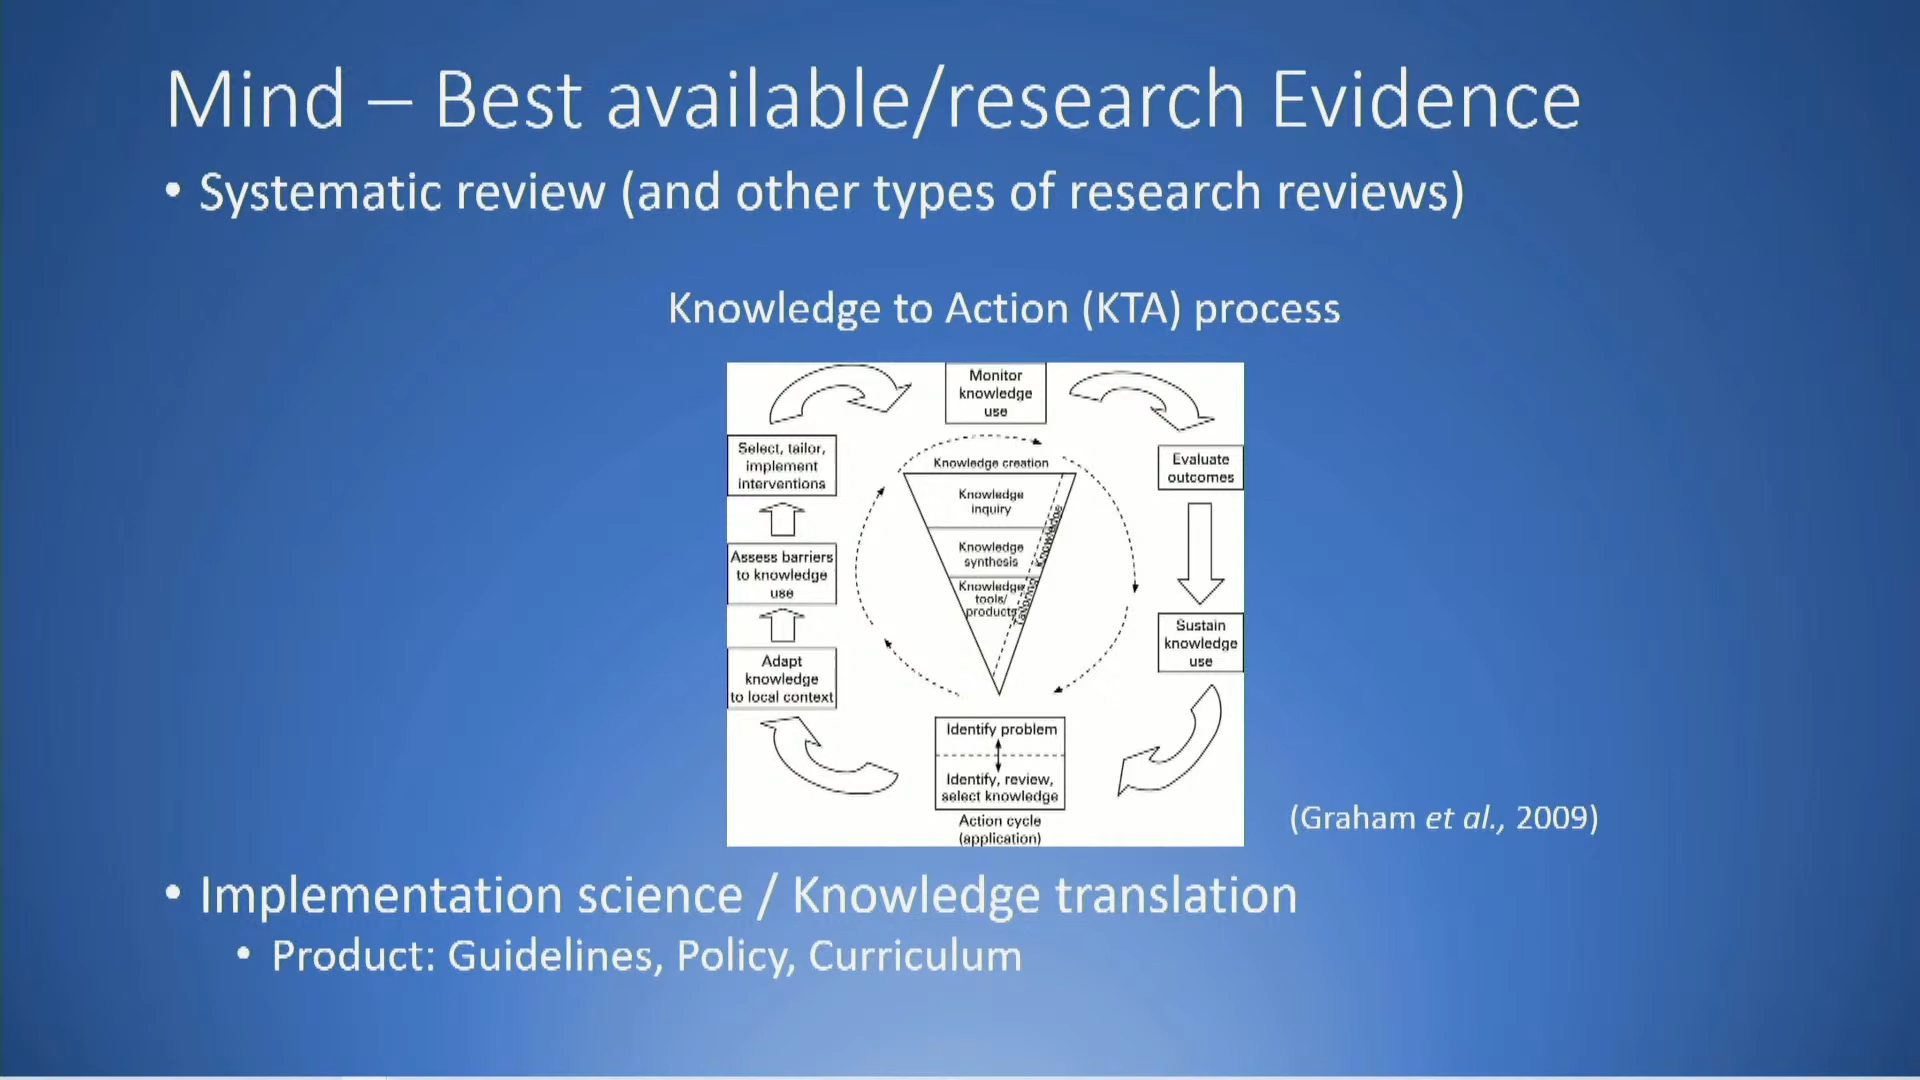 Mind – Best available/research Evidence
• Systematic review (and other types of research reviews)
Knowledge to Action (KTA) process
Monitor
knowledge
use
Select, tailor,
implement
interventions
Evaluate
outcomes
Knowledge creation
Knowledge
inquiry
Knowledge
synthesis
Knowledge
tools/
products
Tailoring Knowledge
Assess barriers
to knowledge
use
Sustain
knowledge
use
Adapt
knowledge
to local context
Identify problem
Identify, review,
select knowledge
Action cycle
(application)
(Graham et al., 2009)
• Implementation science / Knowledge translation
• Product: Guidelines, Policy, Curriculum